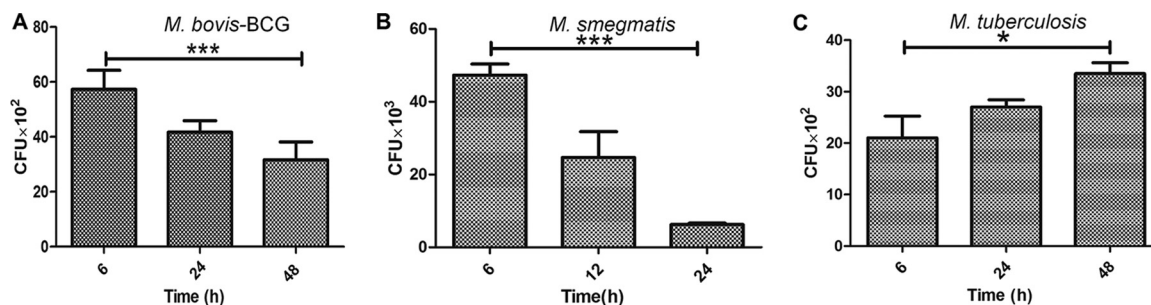 A
M. bovis-BCG
***
80
60
40
20
0
CFU×10²
6 24 48
Time (h)
B
M. smegmatis
***
60
40
20
0
CFU×10³
6 12 24
Time(h)
C
M. tuberculosis
*
40
30
20
10
0
CFU×10²
6 24 48
Time (h)